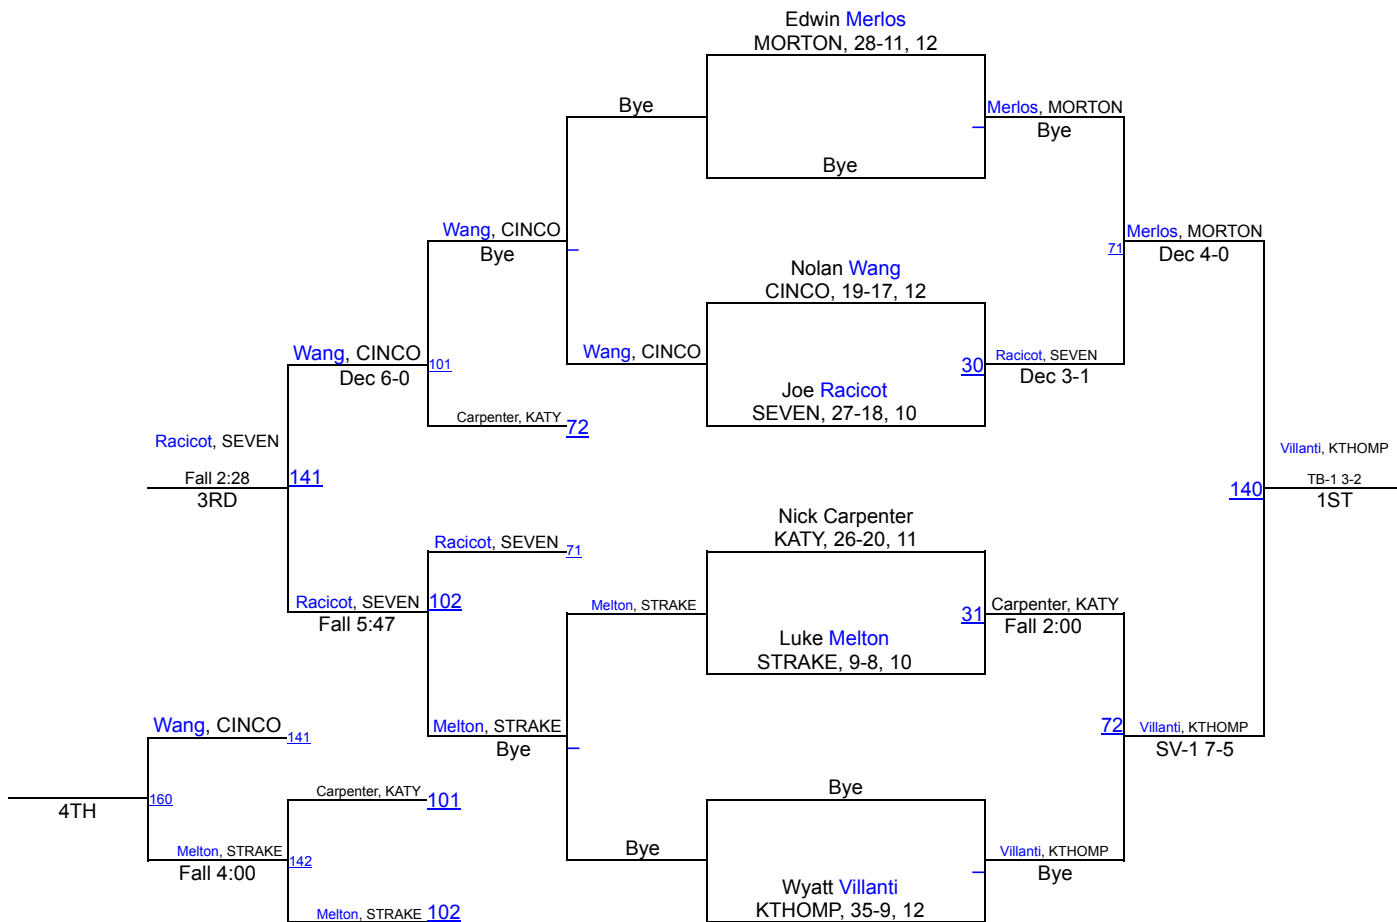 Edwin Merlos
MORTON, 28-11, 12
Bye
Merlos, MORTON
Bye
Bye
Wang, CINCO
Bye
Merlos, MORTON
71
Dec 4-0
Nolan Wang
CINCO, 19-17, 12
Wang, CINCO
101
Dec 6-0
Wang, CINCO
30
Racicot, SEVEN
Dec 3-1
Joe Racicot
SEVEN, 27-18, 10
Carpenter, KATY
72
Racicot, SEVEN
Fall 2:28
141
3RD
Villanti, KTHOMP
140
TB-1 3-2
1ST
Nick Carpenter
KATY, 26-20, 11
Racicot, SEVEN
71
Racicot, SEVEN
102
Fall 5:47
Melton, STRAKE
31
Carpenter, KATY
Fall 2:00
Luke Melton
STRAKE, 9-8, 10
Wang, CINCO
141
Melton, STRAKE
Bye
72
Villanti, KTHOMP
SV-1 7-5
160
4TH
Carpenter, KATY
101
Bye
Melton, STRAKE
142
Fall 4:00
Bye
Villanti, KTHOMP
Bye
Wyatt Villanti
KTHOMP, 35-9, 12
Melton, STRAKE
102